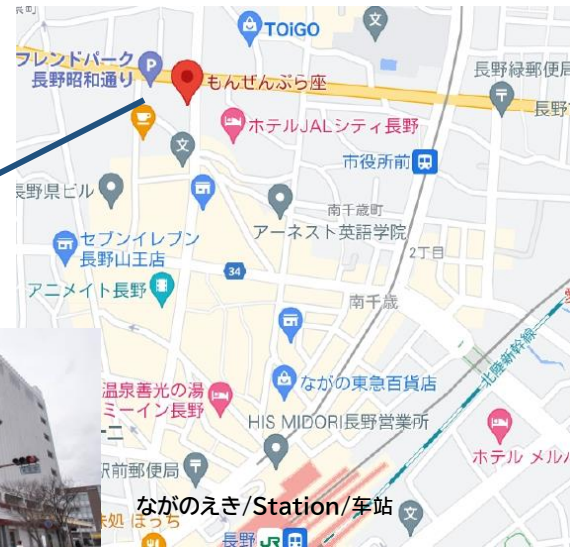 TOiGO
フレンドパーク
長野昭和通り
もんぜんぷら座
長野緑郵便局
ホテルJALシティ長野
市役所前
長野県ビル
南千歳町
アーネスト英語学院
2丁目
セブンイレブン
長野山王店
34
アニメイト長野
南千歳
北陸新幹線
ながの東急百貨店
温泉善光の湯
ミーイン長野
HIS MIDORI長野営業所
駅前郵便局
ホテル メルパ
ながのえき/Station/车站
長野
JR